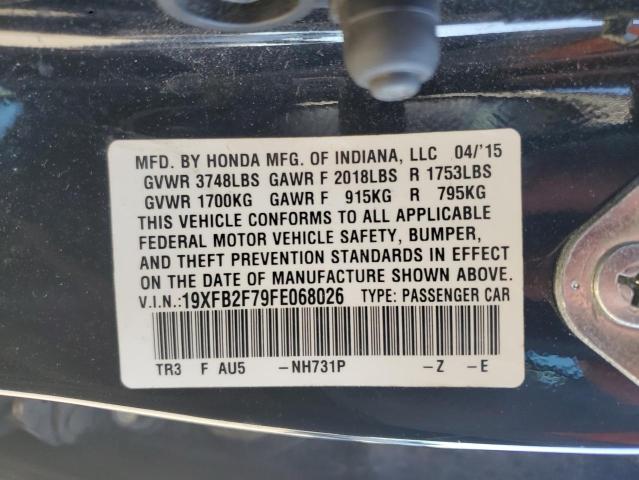 MFD. BY HONDA MFG. OF INDIANA, LLC 04/'15
GVWR 3748LBS GAWR F 2018LBS R 1753LBS
GVWR 1700KG GAWR F 915KG R 795KG
THIS VEHICLE CONFORMS TO ALL APPLICABLE
FEDERAL MOTOR VEHICLE SAFETY, BUMPER,
AND THEFT PREVENTION STANDARDS IN EFFECT
ON THE DATE OF MANUFACTURE SHOWN ABOVE.
V.I.N.:19XFB2F79FE068026 TYPE: PASSENGER CAR
TR3 F AU5 –NH731P –Z –E